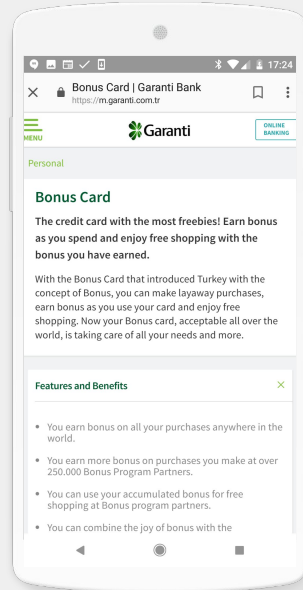 17:24
Bonus Card | Garanti Bank
https://m.garanti.com.tr
MENU
Garanti
ONLINE
BANKING
Personal
Bonus Card
The credit card with the most freebies! Earn bonus
as you spend and enjoy free shopping with the
bonus you have earned.
With the Bonus Card that introduced Turkey with the
concept of Bonus, you can make layaway purchases,
earn bonus as you use your card and enjoy free
shopping. Now your Bonus card, acceptable all over the
world, is taking care of all your needs and more.
Features and Benefits
• You earn bonus on all your purchases anywhere in the
world.
• You earn more bonus on purchases you make at over
250.000 Bonus Program Partners.
• You can use your accumulated bonus for free
shopping at Bonus program partners.
• You can combine the joy of bonus with the